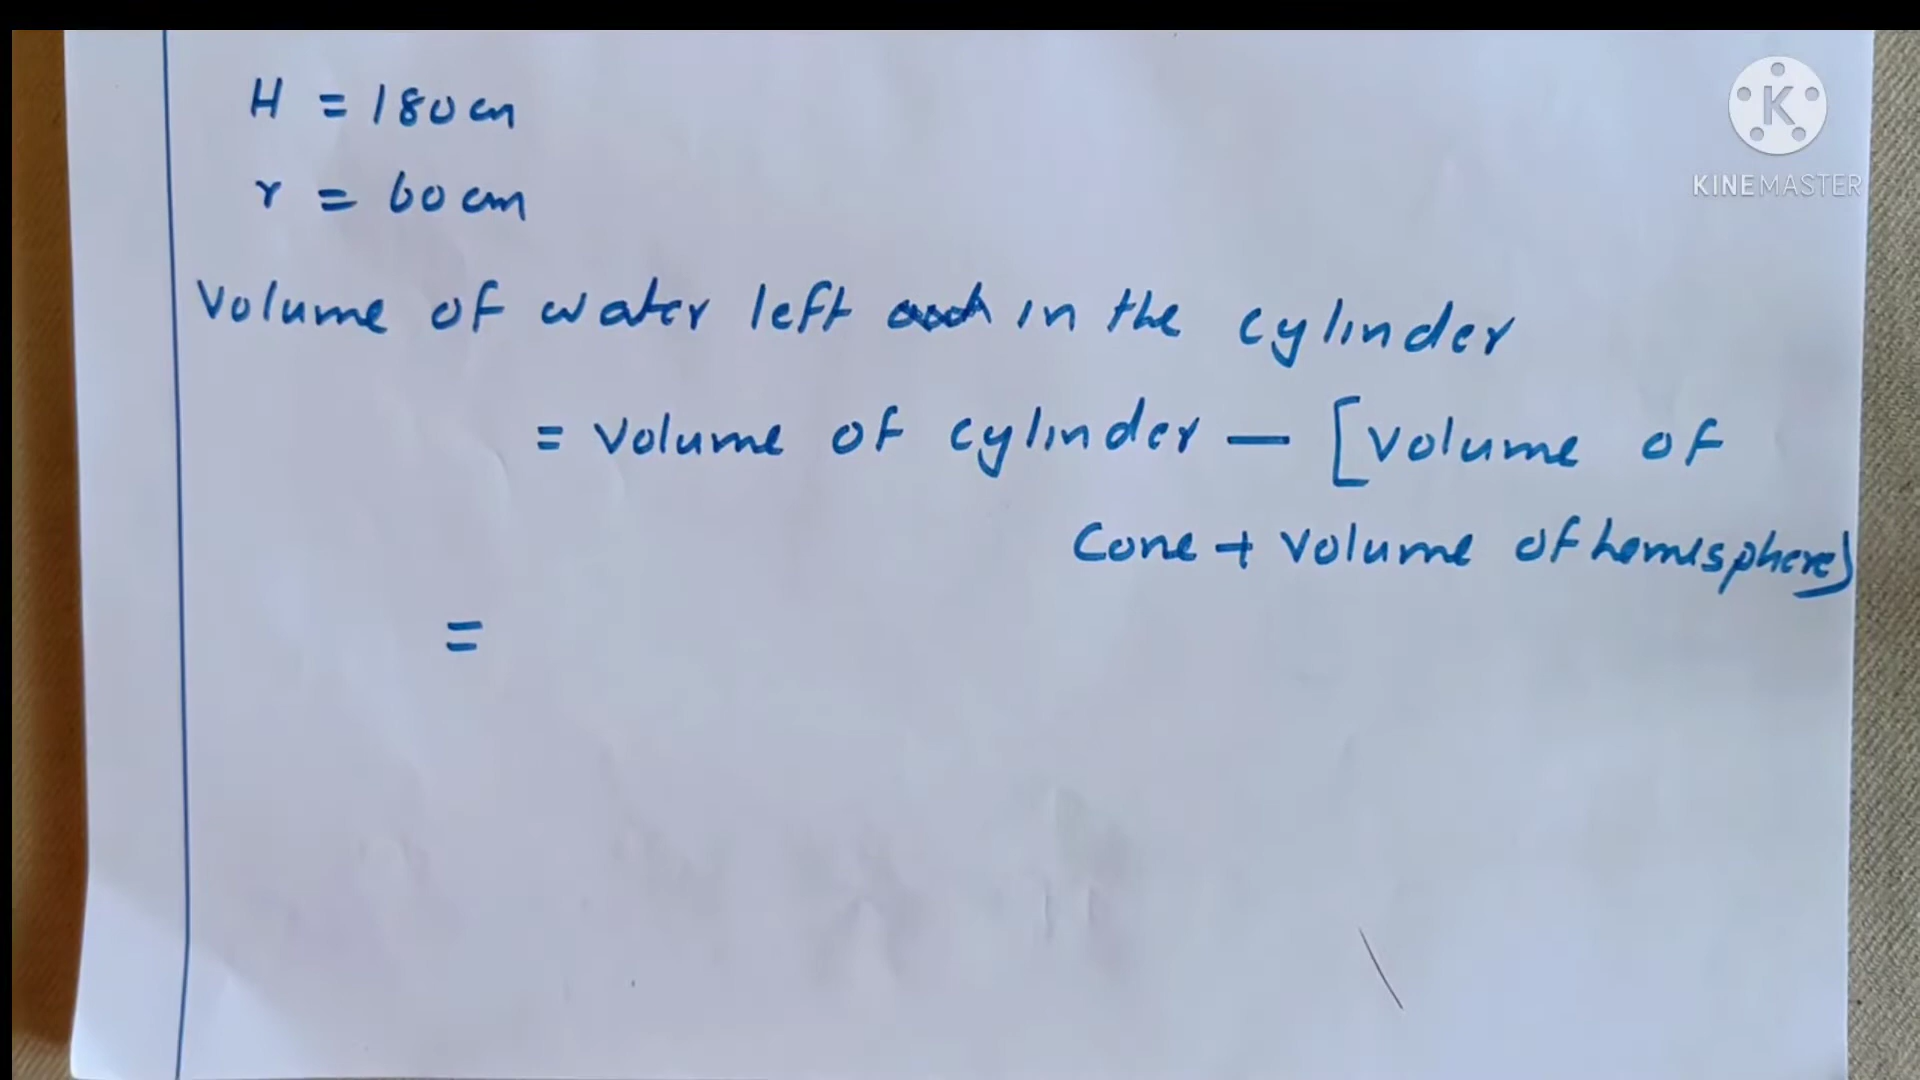 H = 180 cm
K
r = 60 cm
KINEMASTER
Volume of water left in the cylinder
= Volume of cylinder — [Volume of
Cone + Volume of hemisphere)
=